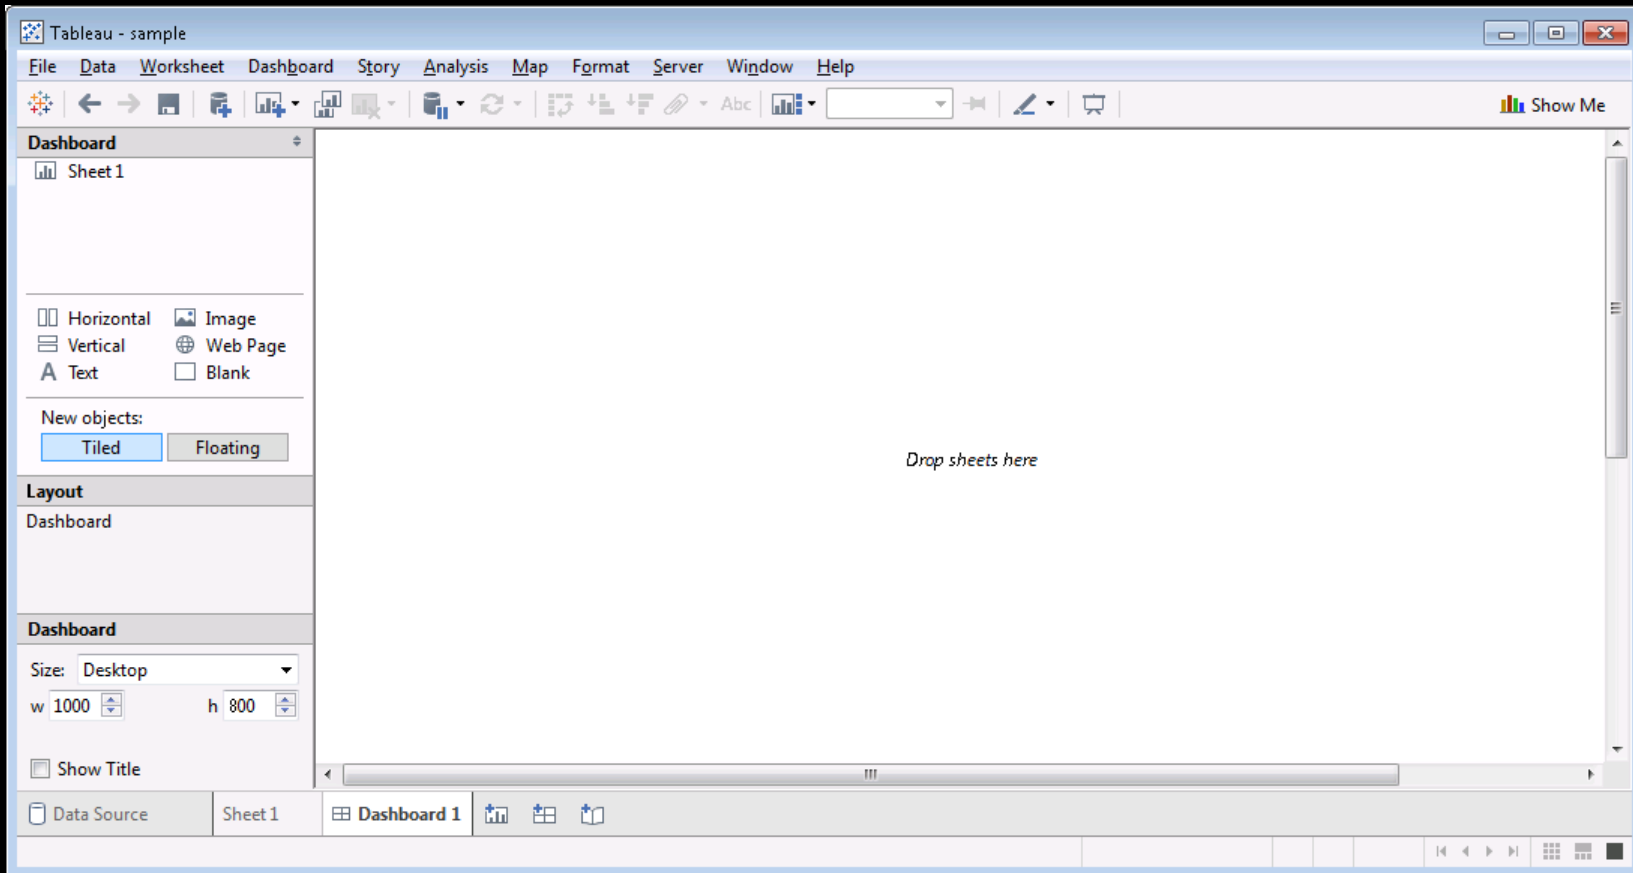 Tableau - sample
File Data Worksheet Dashboard Story Analysis Map Format Server Window Help
Abc Show Me
Dashboard
Sheet 1
Horizontal Image
Vertical Web Page
A Text Blank
New objects:
Tiled Floating
Drop sheets here
Layout
Dashboard
Dashboard
Size: Desktop
w 1000 h 800
Show Title
Data Source Sheet 1 Dashboard 1